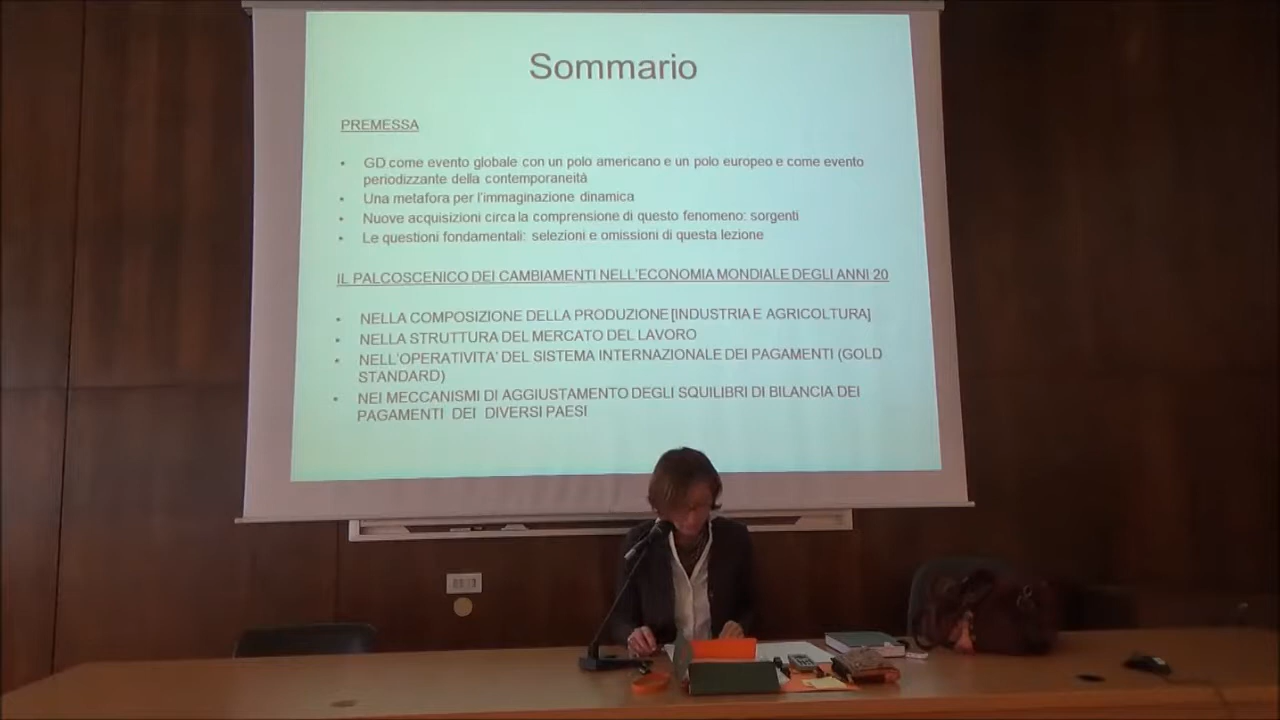 Sommario
PREMESSA
• GD come evento globale con un polo americano e un polo europeo e come evento
periodizzante della contemporaneità
• Una metafora per l'immaginazione dinamica
• Nuove acquisizioni circa la comprensione di questo fenomeno: sorgenti
• Le questioni fondamentali: selezioni e omissioni di questa lezione
IL PALCOSCENICO DEI CAMBIAMENTI NELL'ECONOMIA MONDIALE DEGLI ANNI 20
• NELLA COMPOSIZIONE DELLA PRODUZIONE [INDUSTRIA E AGRICOLTURA]
• NELLA STRUTTURA DEL MERCATO DEL LAVORO
• NELL'OPERATIVITA' DEL SISTEMA INTERNAZIONALE DEI PAGAMENTI (GOLD
STANDARD)
• NEI MECCANISMI DI AGGIUSTAMENTO DEGLI SQUILIBRI DI BILANCIA DEI
PAGAMENTI DEI DIVERSI PAESI